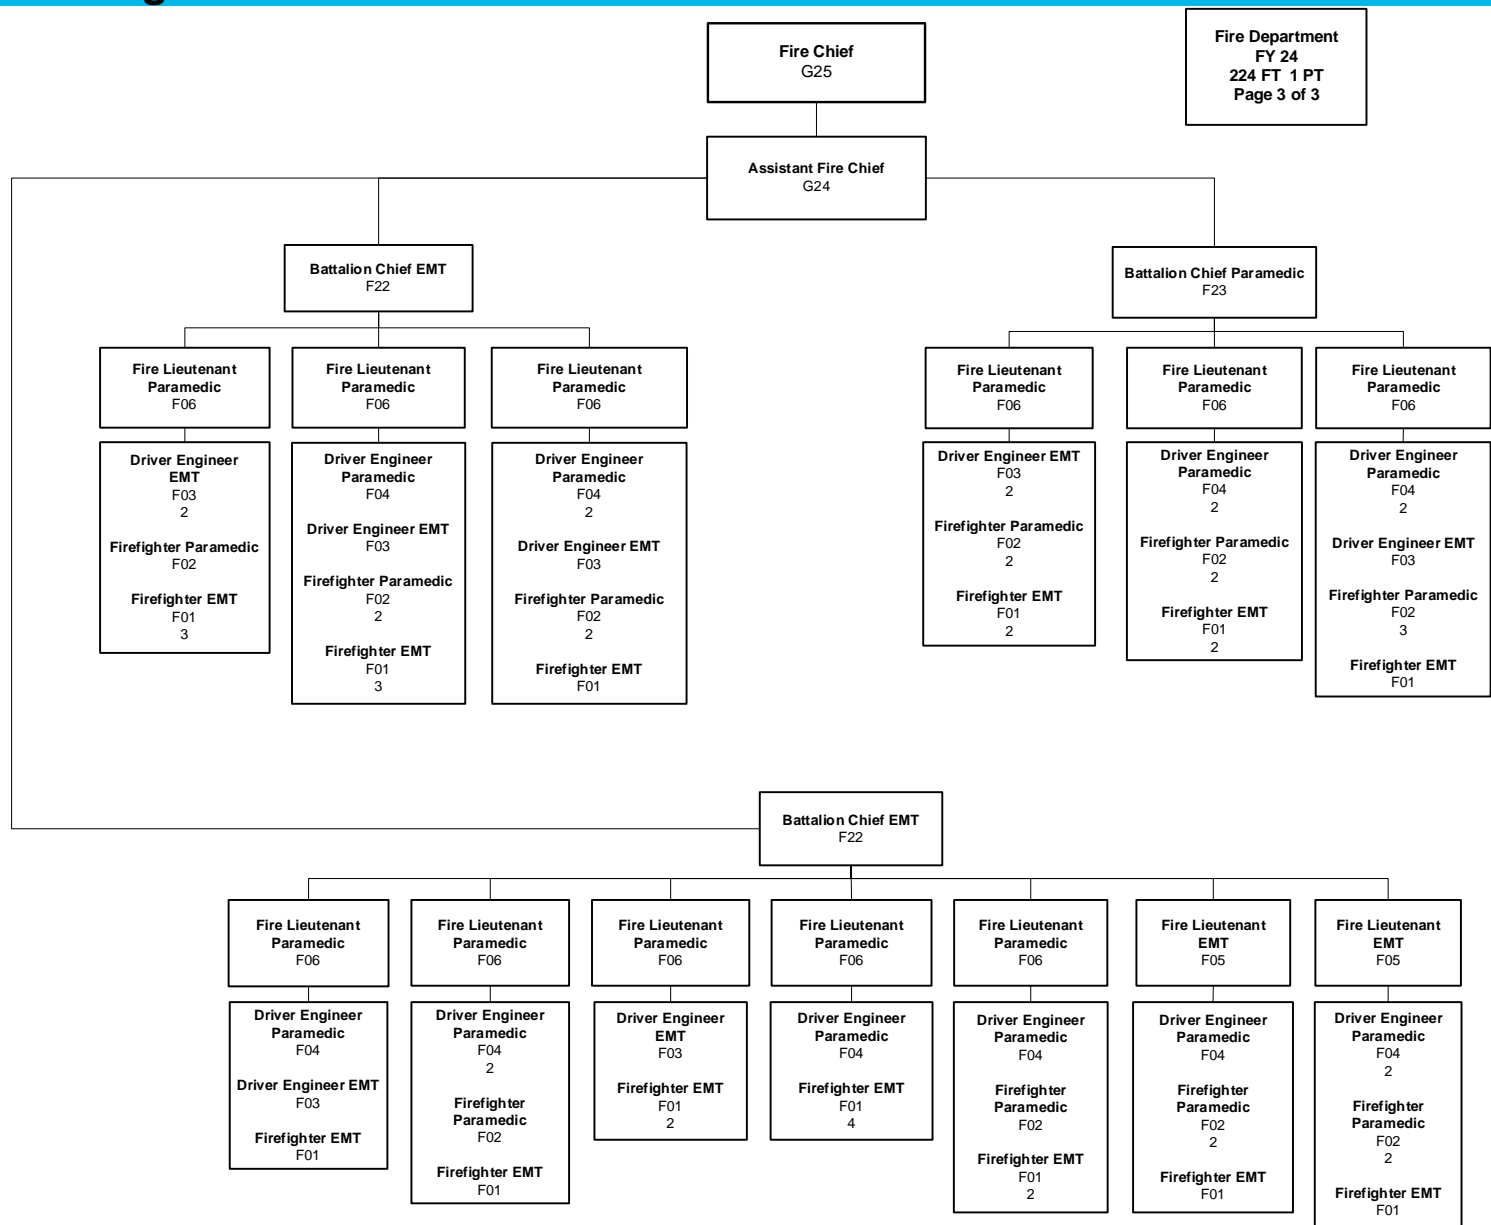 Fire Chief
G25
Fire Department
FY 24
224 FT 1 PT
Page 3 of 3
Assistant Fire Chief
G24
Battalion Chief EMT
F22
Battalion Chief Paramedic
F23
Fire Lieutenant
Paramedic
F06
Fire Lieutenant
Paramedic
F06
Fire Lieutenant
Paramedic
F06
Fire Lieutenant
Paramedic
F06
Fire Lieutenant
Paramedic
F06
Fire Lieutenant
Paramedic
F06
Driver Engineer
EMT
F03
2
Firefighter Paramedic
F02
Firefighter EMT
F01
3
Driver Engineer
Paramedic
F04
Driver Engineer EMT
F03
Firefighter Paramedic
F02
2
Firefighter EMT
F01
3
Driver Engineer
Paramedic
F04
2
Driver Engineer EMT
F03
Firefighter Paramedic
F02
2
Firefighter EMT
F01
Driver Engineer EMT
F03
2
Firefighter Paramedic
F02
2
Firefighter EMT
F01
2
Driver Engineer
Paramedic
F04
2
Firefighter Paramedic
F02
2
Firefighter EMT
F01
2
Driver Engineer
Paramedic
F04
2
Driver Engineer EMT
F03
Firefighter Paramedic
F02
3
Firefighter EMT
F01
Battalion Chief EMT
F22
Fire Lieutenant
Paramedic
F06
Fire Lieutenant
Paramedic
F06
Fire Lieutenant
Paramedic
F06
Fire Lieutenant
Paramedic
F06
Fire Lieutenant
Paramedic
F06
Fire Lieutenant
EMT
F05
Fire Lieutenant
EMT
F05
Driver Engineer
Paramedic
F04
Driver Engineer EMT
F03
Firefighter EMT
F01
Driver Engineer
Paramedic
F04
2
Firefighter
Paramedic
F02
Firefighter EMT
F01
Driver Engineer
EMT
F03
Firefighter EMT
F01
2
Driver Engineer
Paramedic
F04
Firefighter EMT
F01
4
Driver Engineer
Paramedic
F04
Firefighter
Paramedic
F02
Firefighter EMT
F01
2
Driver Engineer
Paramedic
F04
Firefighter
Paramedic
F02
2
Firefighter EMT
F01
Driver Engineer
Paramedic
F04
2
Firefighter
Paramedic
F02
2
Firefighter EMT
F01